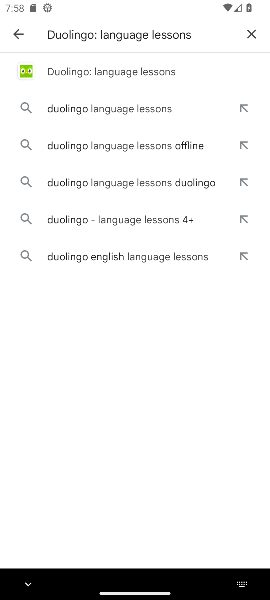 7:58
Duolingo: language lessons
Duolingo: language lessons
duolingo language lessons
duolingo language lessons offline
duolingo language lessons duolingo
duolingo - language lessons 4+
duolingo english language lessons